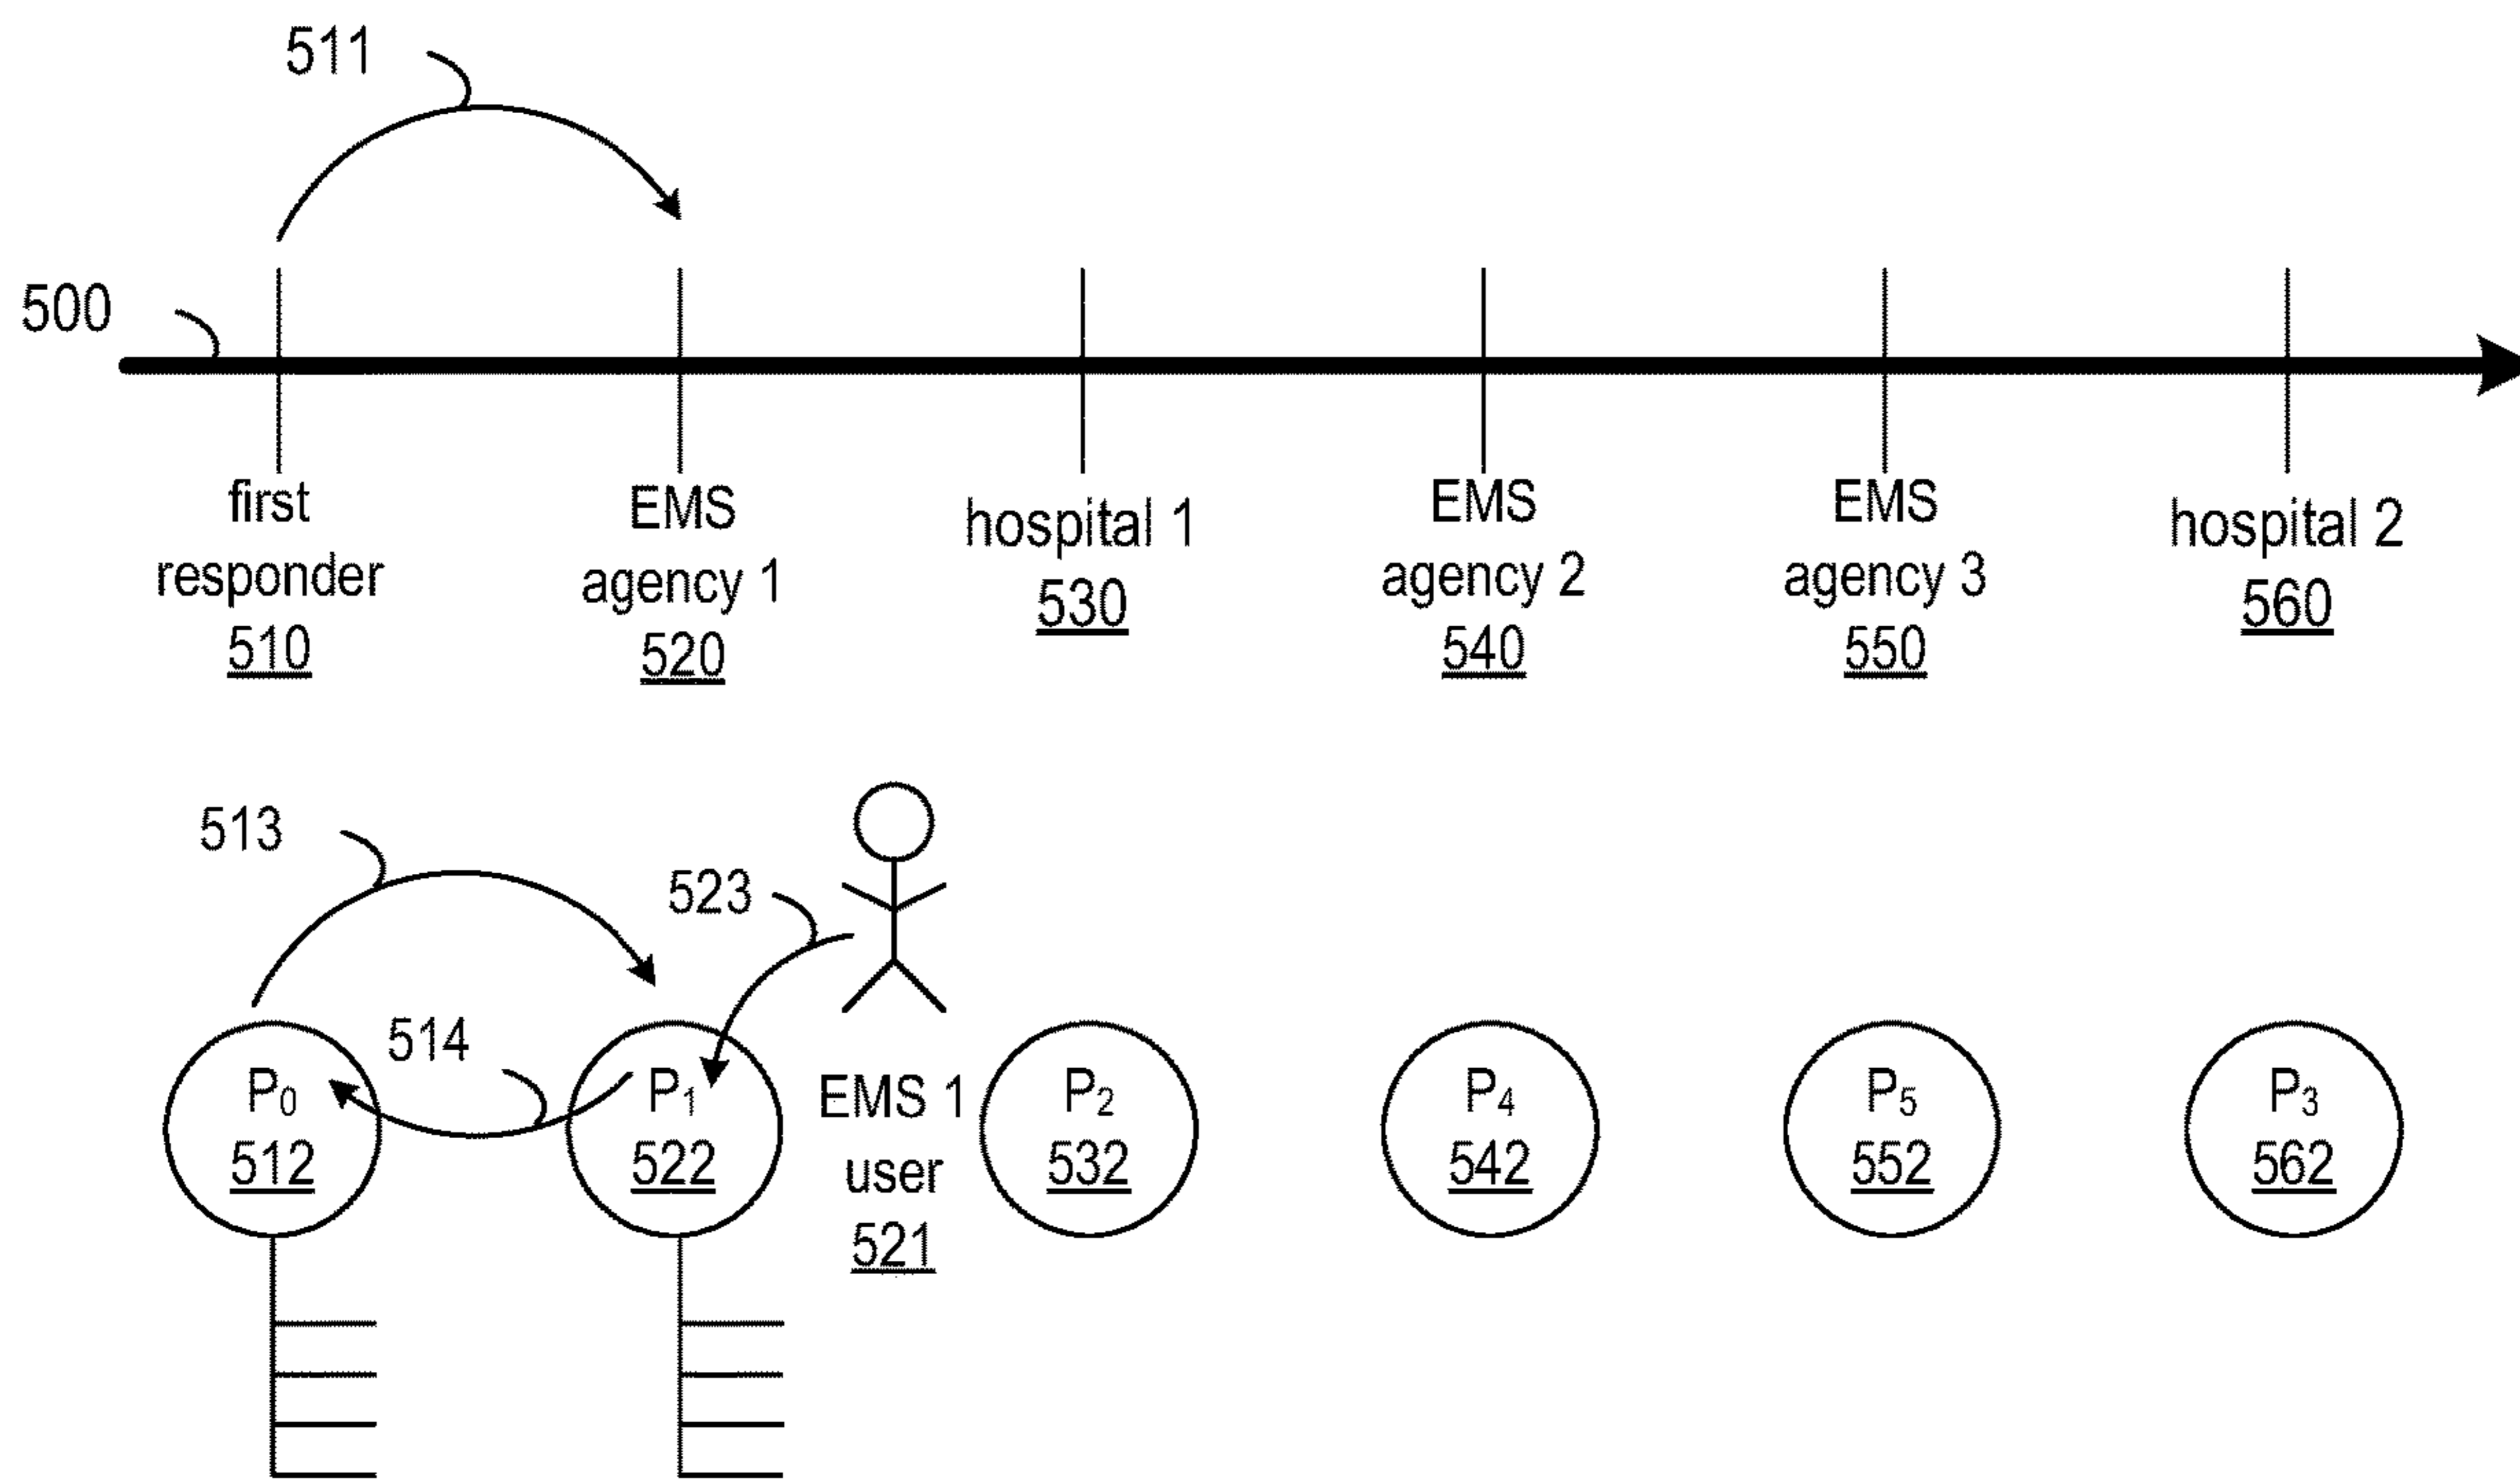 511
500
first
responder
510
EMS
agency 1
520
hospital 1
530
EMS
agency 2
540
EMS
agency 3
550
hospital 2
560
513
523
514
P₀
512
P₁
522
EMS 1
user
521
P₂
532
P₄
542
P₅
552
P₃
562